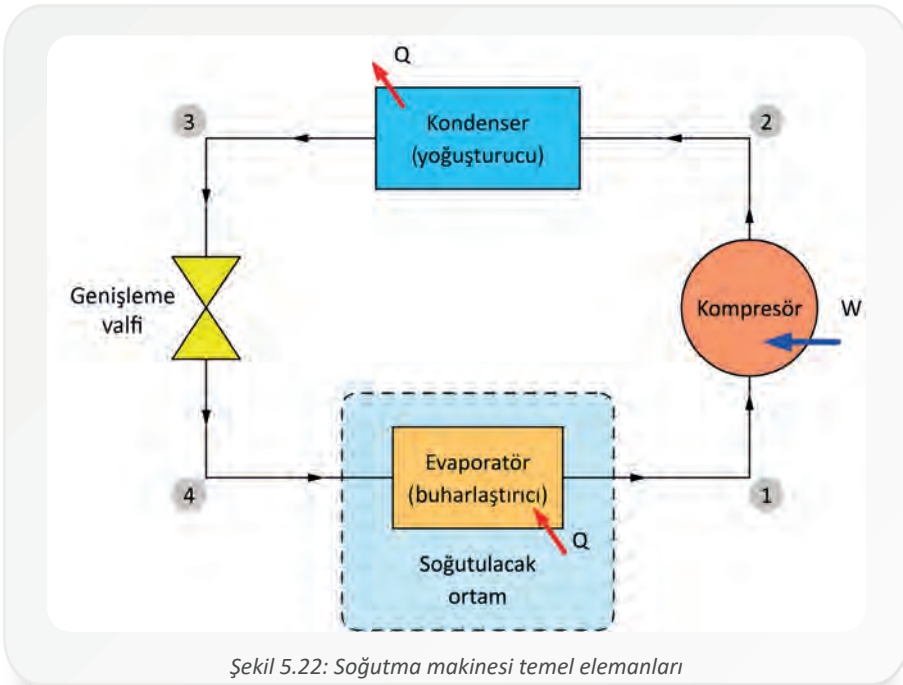 Q
3
Kondenser
(yoğuşturucu)
2
Genişleme
valfi
Kompresör
W
4
Evaporatör
(buharlaştırıcı)
Q
1
Soğutulacak
ortam
Şekil 5.22: Soğutma makinesi temel elemanları